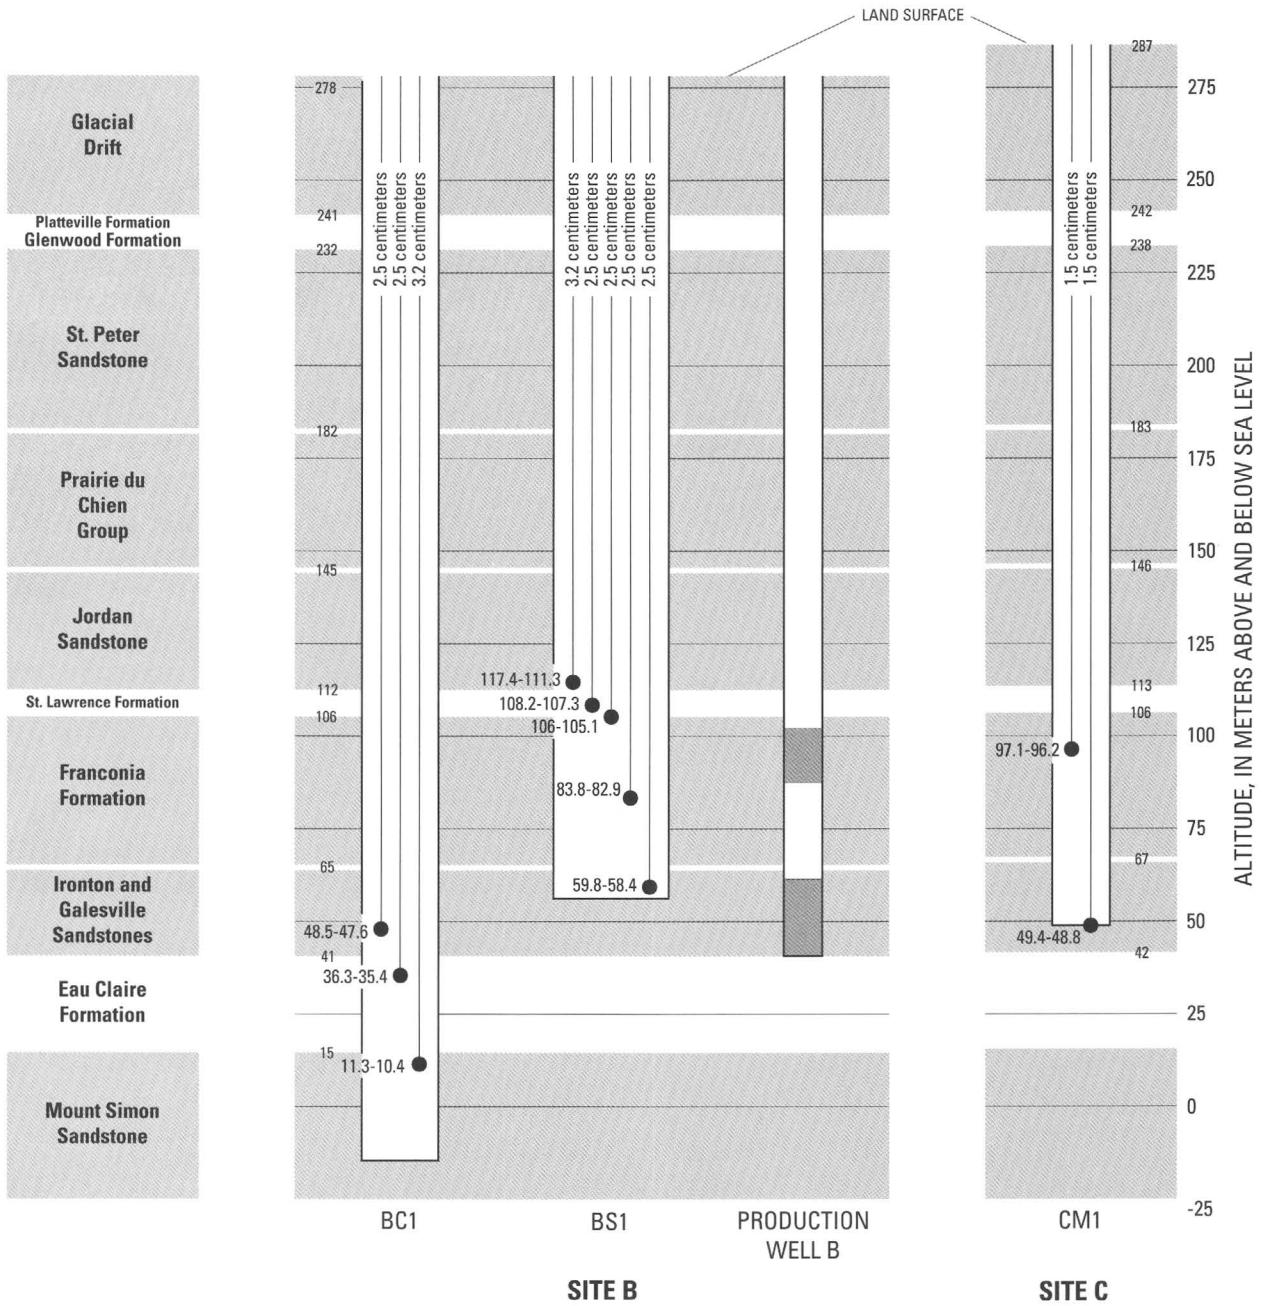 LAND SURFACE
Glacial
Drift
Platteville Formation
Glenwood Formation
St. Peter
Sandstone
Prairie du
Chien
Group
Jordan
Sandstone
St. Lawrence Formation
Franconia
Formation
Ironton and
Galesville
Sandstones
Eau Claire
Formation
Mount Simon
Sandstone
278
241
232
182
145
112
106
65
41
15
2.5 centimeters
2.5 centimeters
3.2 centimeters
48.5-47.6
36.3-35.4
11.3-10.4
3.2 centimeters
2.5 centimeters
2.5 centimeters
2.5 centimeters
2.5 centimeters
117.4-111.3
108.2-107.3
106-105.1
83.8-82.9
59.8-58.4
1.5 centimeters
1.5 centimeters
97.1-96.2
49.4-48.8
287
242
238
183
146
113
106
67
42
275
250
225
200
175
150
125
100
75
50
25
0
-25
ALTITUDE, IN METERS ABOVE AND BELOW SEA LEVEL
BC1
BS1
PRODUCTION
WELL B
CM1
SITE B
SITE C